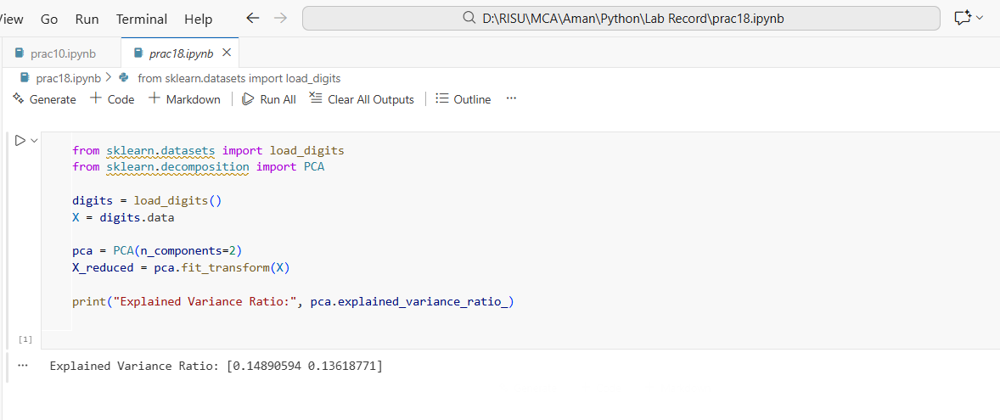 View Go Run Terminal Help D:\RISU\MCA\Aman\Python\Lab Record\prac18.ipynb
prac10.ipynb prac18.ipynb
prac18.ipynb > from sklearn.datasets import load_digits
Generate + Code + Markdown Run All Clear All Outputs Outline ...
from sklearn.datasets import load_digits
from sklearn.decomposition import PCA
digits = load_digits()
X = digits.data
pca = PCA(n_components=2)
X_reduced = pca.fit_transform(X)
print("Explained Variance Ratio:", pca.explained_variance_ratio_)
[1]
... Explained Variance Ratio: [0.14890594 0.13618771]